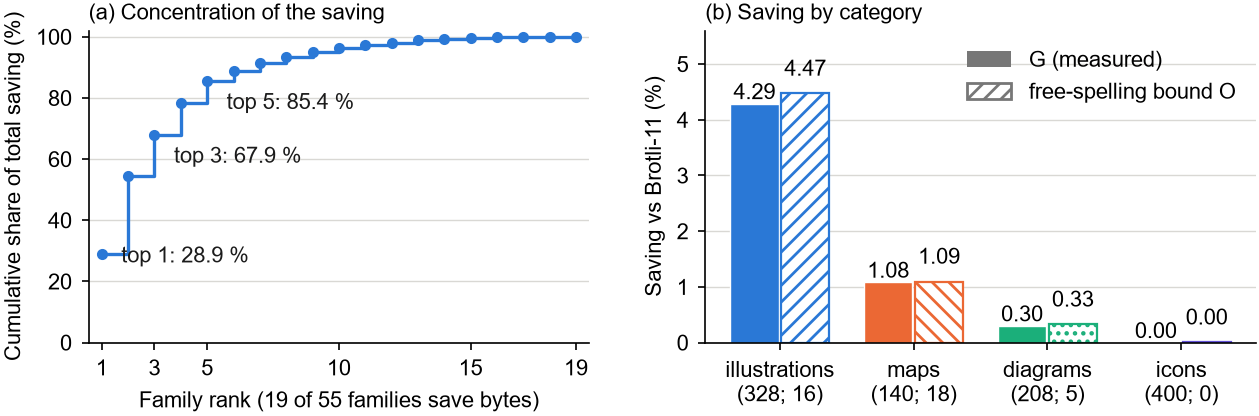 (a) Concentration of the saving
Cumulative share of total saving (%)
100
80
60
40
20
0
top 5: 85.4 %
top 3: 67.9 %
top 1: 28.9 %
1 3 5 10 15 19
Family rank (19 of 55 families save bytes)
(b) Saving by category
Saving vs Brotli-11 (%)
5
4
3
2
1
0
G (measured)
free-spelling bound O
4.29 4.47
1.08 1.09
0.30 0.33
0.00 0.00
illustrations maps diagrams icons
(328; 16) (140; 18) (208; 5) (400; 0)